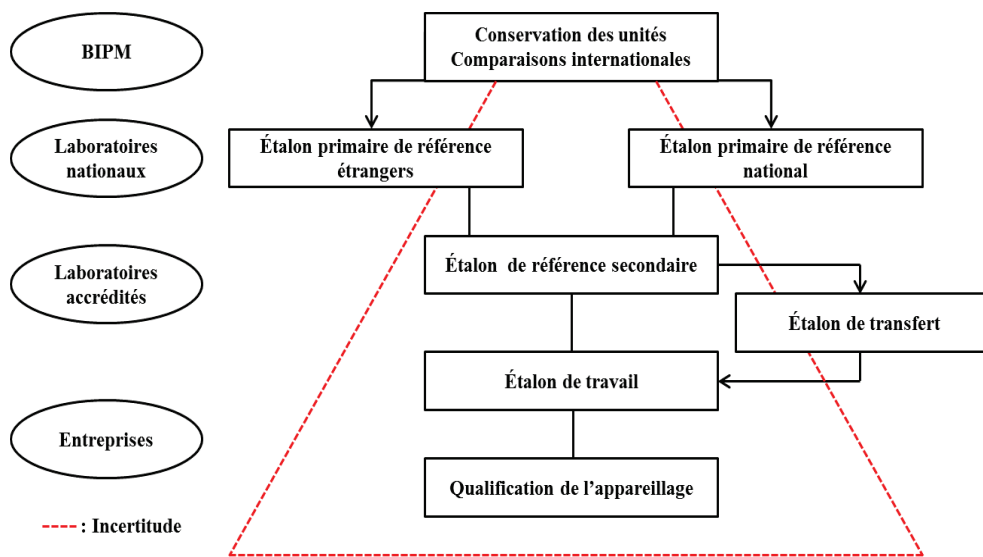 BIPM
Conservation des unités
Comparaisons internationales
Laboratoires
nationaux
Étalon primaire de référence
étrangers
Étalon primaire de référence
national
Laboratoires
accrédités
Étalon de référence secondaire
Étalon de transfert
Étalon de travail
Entreprises
Qualification de l’appareillage
: Incertitude